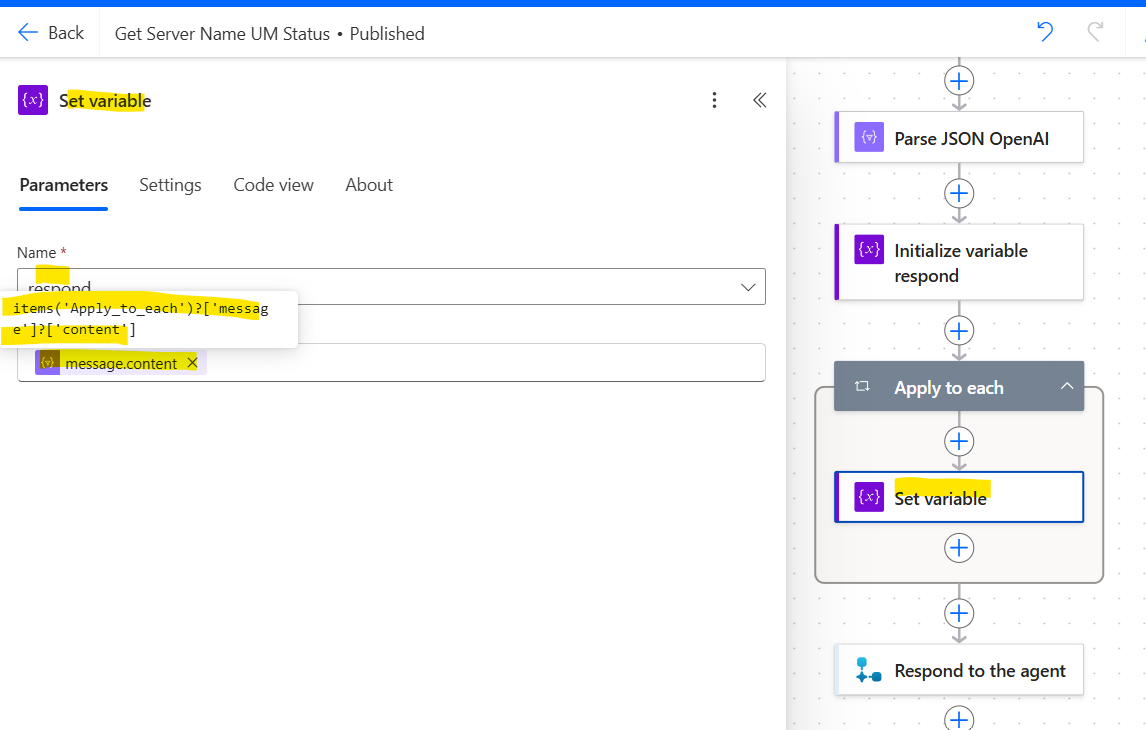 Back
Get Server Name UM Status • Published
{x} Set variable
Parameters Settings Code view About
Name *
respond
items('Apply_to_each')?['messag
e']?['content']
message.content
Parse JSON OpenAI
{x} Initialize variable
respond
Apply to each
{x} Set variable
Respond to the agent